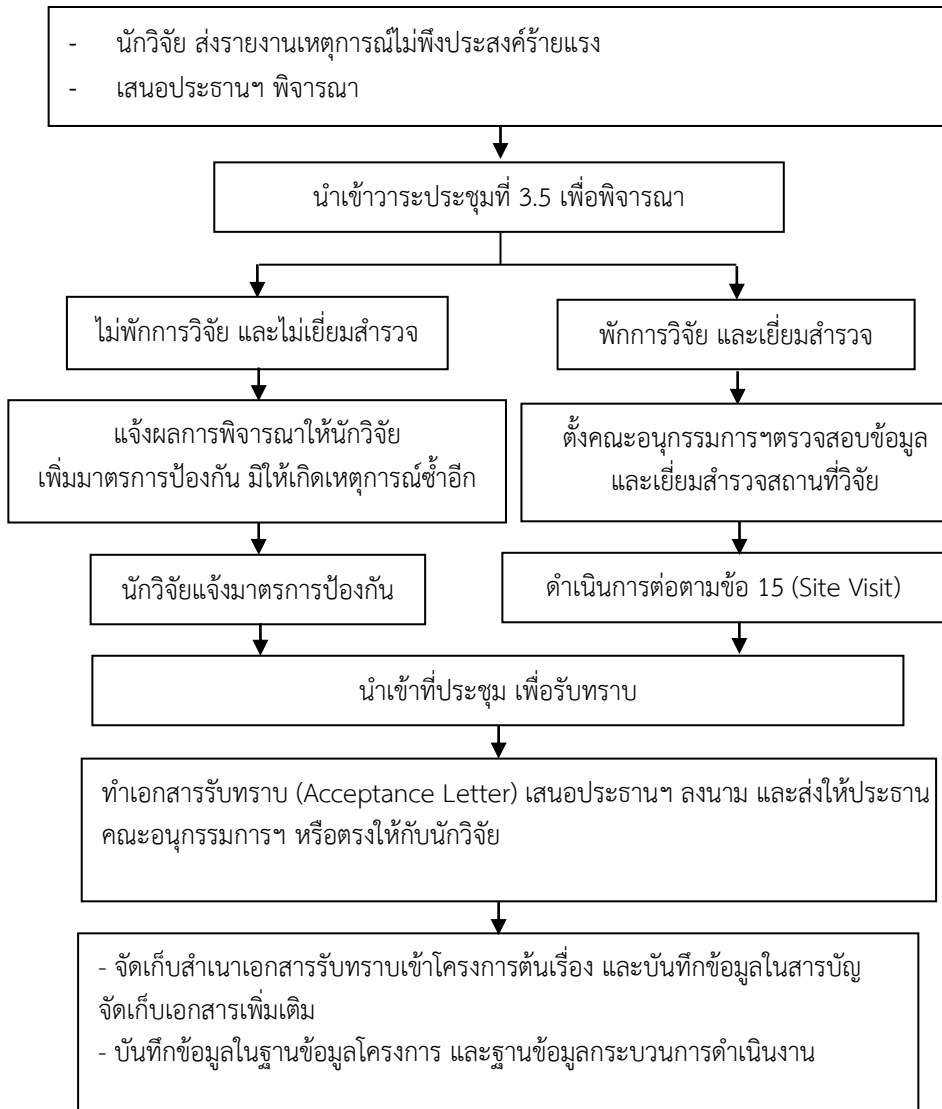 - นักวิจัย ส่งรายงานเหตุการณ์ไม่พึงประสงค์ร้ายแรง
- เสนอประธานฯ พิจารณา
นำเข้าวาระประชุมที่ 3.5 เพื่อพิจารณา
ไม่พักการวิจัย และไม่เยี่ยมสำรวจ
พักการวิจัย และเยี่ยมสำรวจ
แจ้งผลการพิจารณาให้นักวิจัย
เพิ่มมาตรการป้องกัน มิให้เกิดเหตุการณ์ซ้ำอีก
ตั้งคณะอนุกรรมการฯตรวจสอบข้อมูล
และเยี่ยมสำรวจสถานที่วิจัย
นักวิจัยแจ้งมาตรการป้องกัน
ดำเนินการต่อตามข้อ 15 (Site Visit)
นำเข้าที่ประชุม เพื่อรับทราบ
ทำเอกสารรับทราบ (Acceptance Letter) เสนอประธานฯ ลงนาม และส่งให้ประธาน
คณะอนุกรรมการฯ หรือตรงให้กับนักวิจัย
- จัดเก็บสำเนาเอกสารรับทราบเข้าโครงการต้นเรื่อง และบันทึกข้อมูลในสารบัญ
จัดเก็บเอกสารเพิ่มเติม
- บันทึกข้อมูลในฐานข้อมูลโครงการ และฐานข้อมูลกระบวนการดำเนินงาน